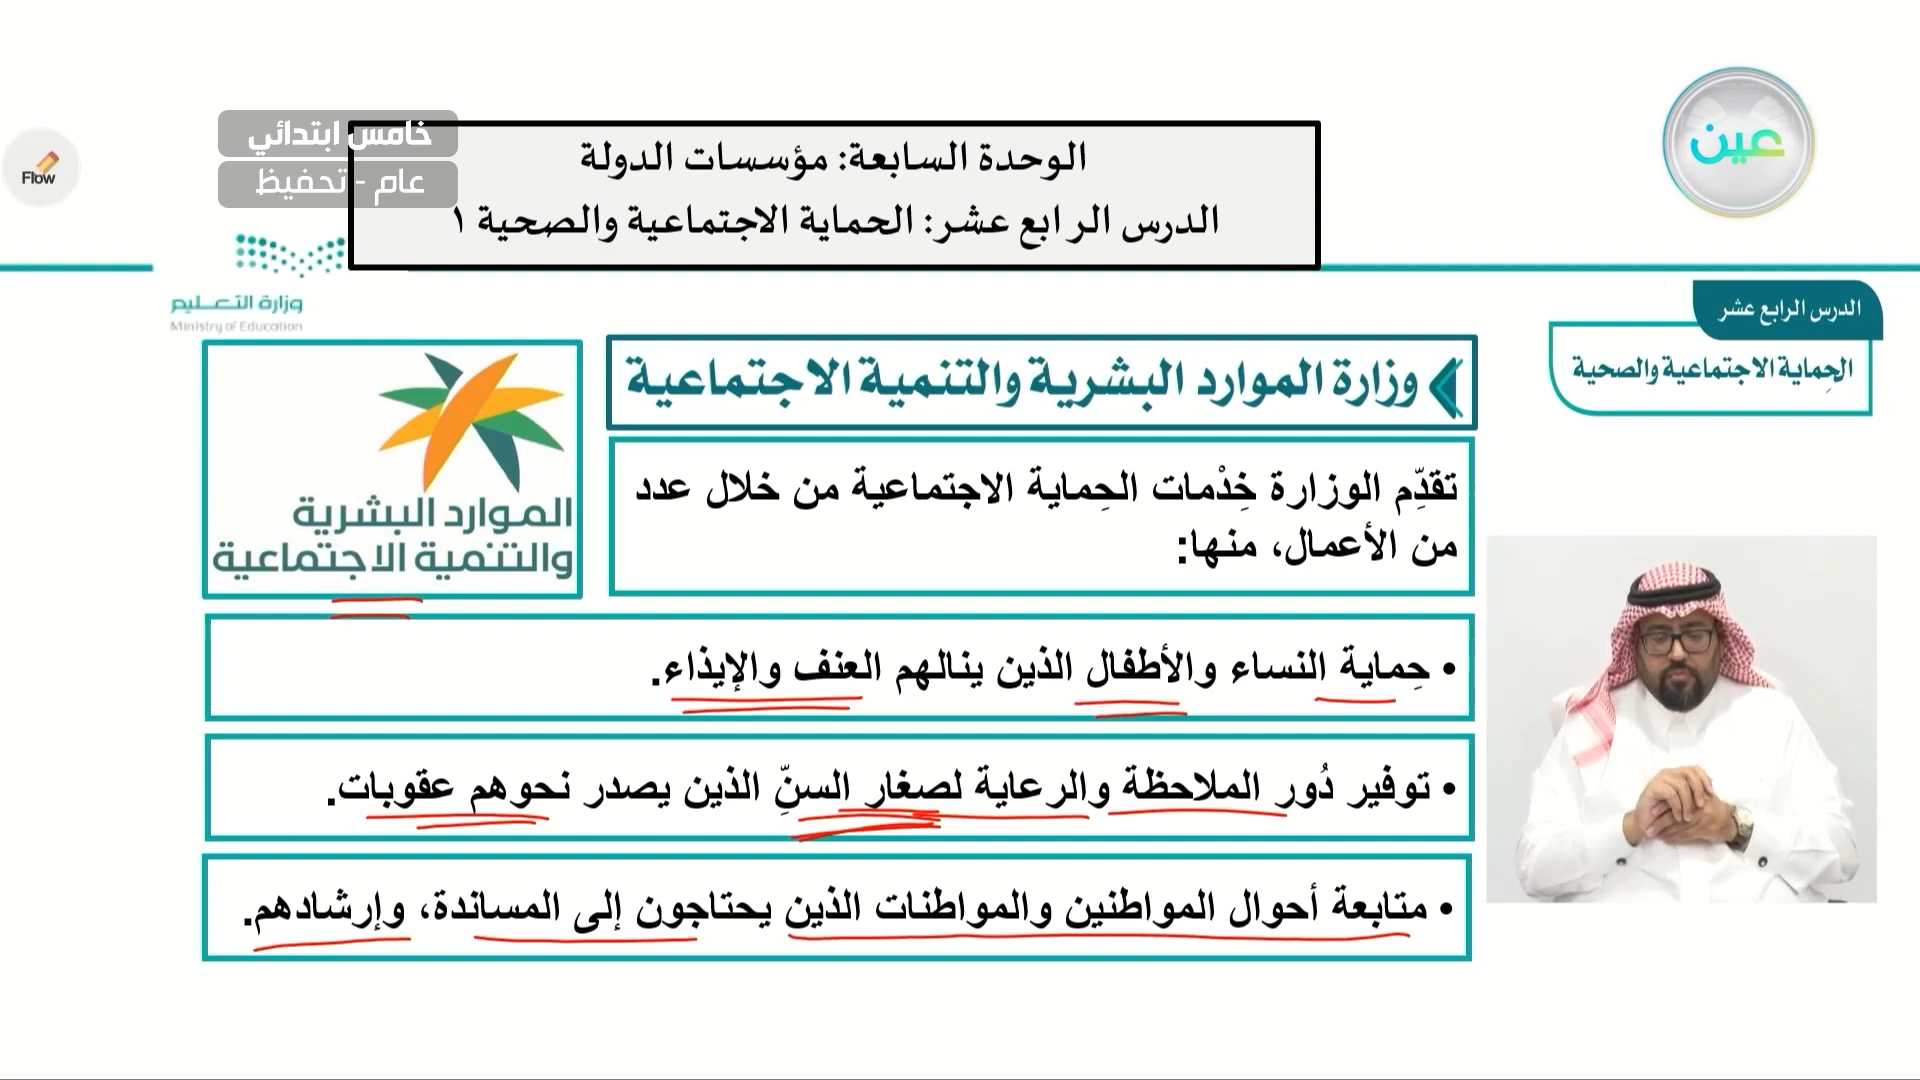 عين
خامس ابتدائي
عام - تحفيظ
Flow
الوحدة السابعة: مؤسسات الدولة
الدرس الرابع عشر: الحماية الاجتماعية والصحية ١
وزارة التعليم
Ministry of Education
الدرس الرابع عشر
الحِماية الاجتماعية والصحية
وزارة الموارد البشرية والتنمية الاجتماعية
الموارد البشرية
والتنمية الاجتماعية
تقدِّم الوزارة خِدْمات الحِماية الاجتماعية من خلال عدد
من الأعمال، منها:
• حِماية النساء والأطفال الذين ينالهم العنف والإيذاء.
• توفير دُور الملاحظة والرعاية لصغار السنِّ الذين يصدر نحوهم عقوبات.
• متابعة أحوال المواطنين والمواطنات الذين يحتاجون إلى المساندة، وإرشادهم.